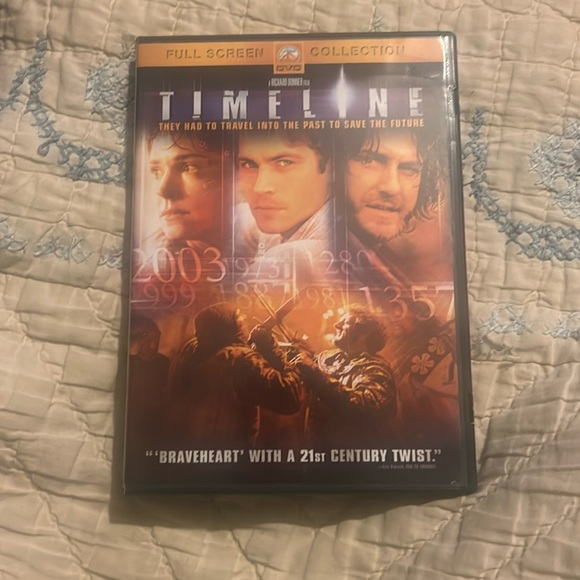 FULL SCREEN DVD COLLECTION
A RICHARD DONNER FILM
TIMELINE
THEY HAD TO TRAVEL INTO THE PAST TO SAVE THE FUTURE
2003
1999
1357
"'BRAVEHEART' WITH A 21ST CENTURY TWIST."